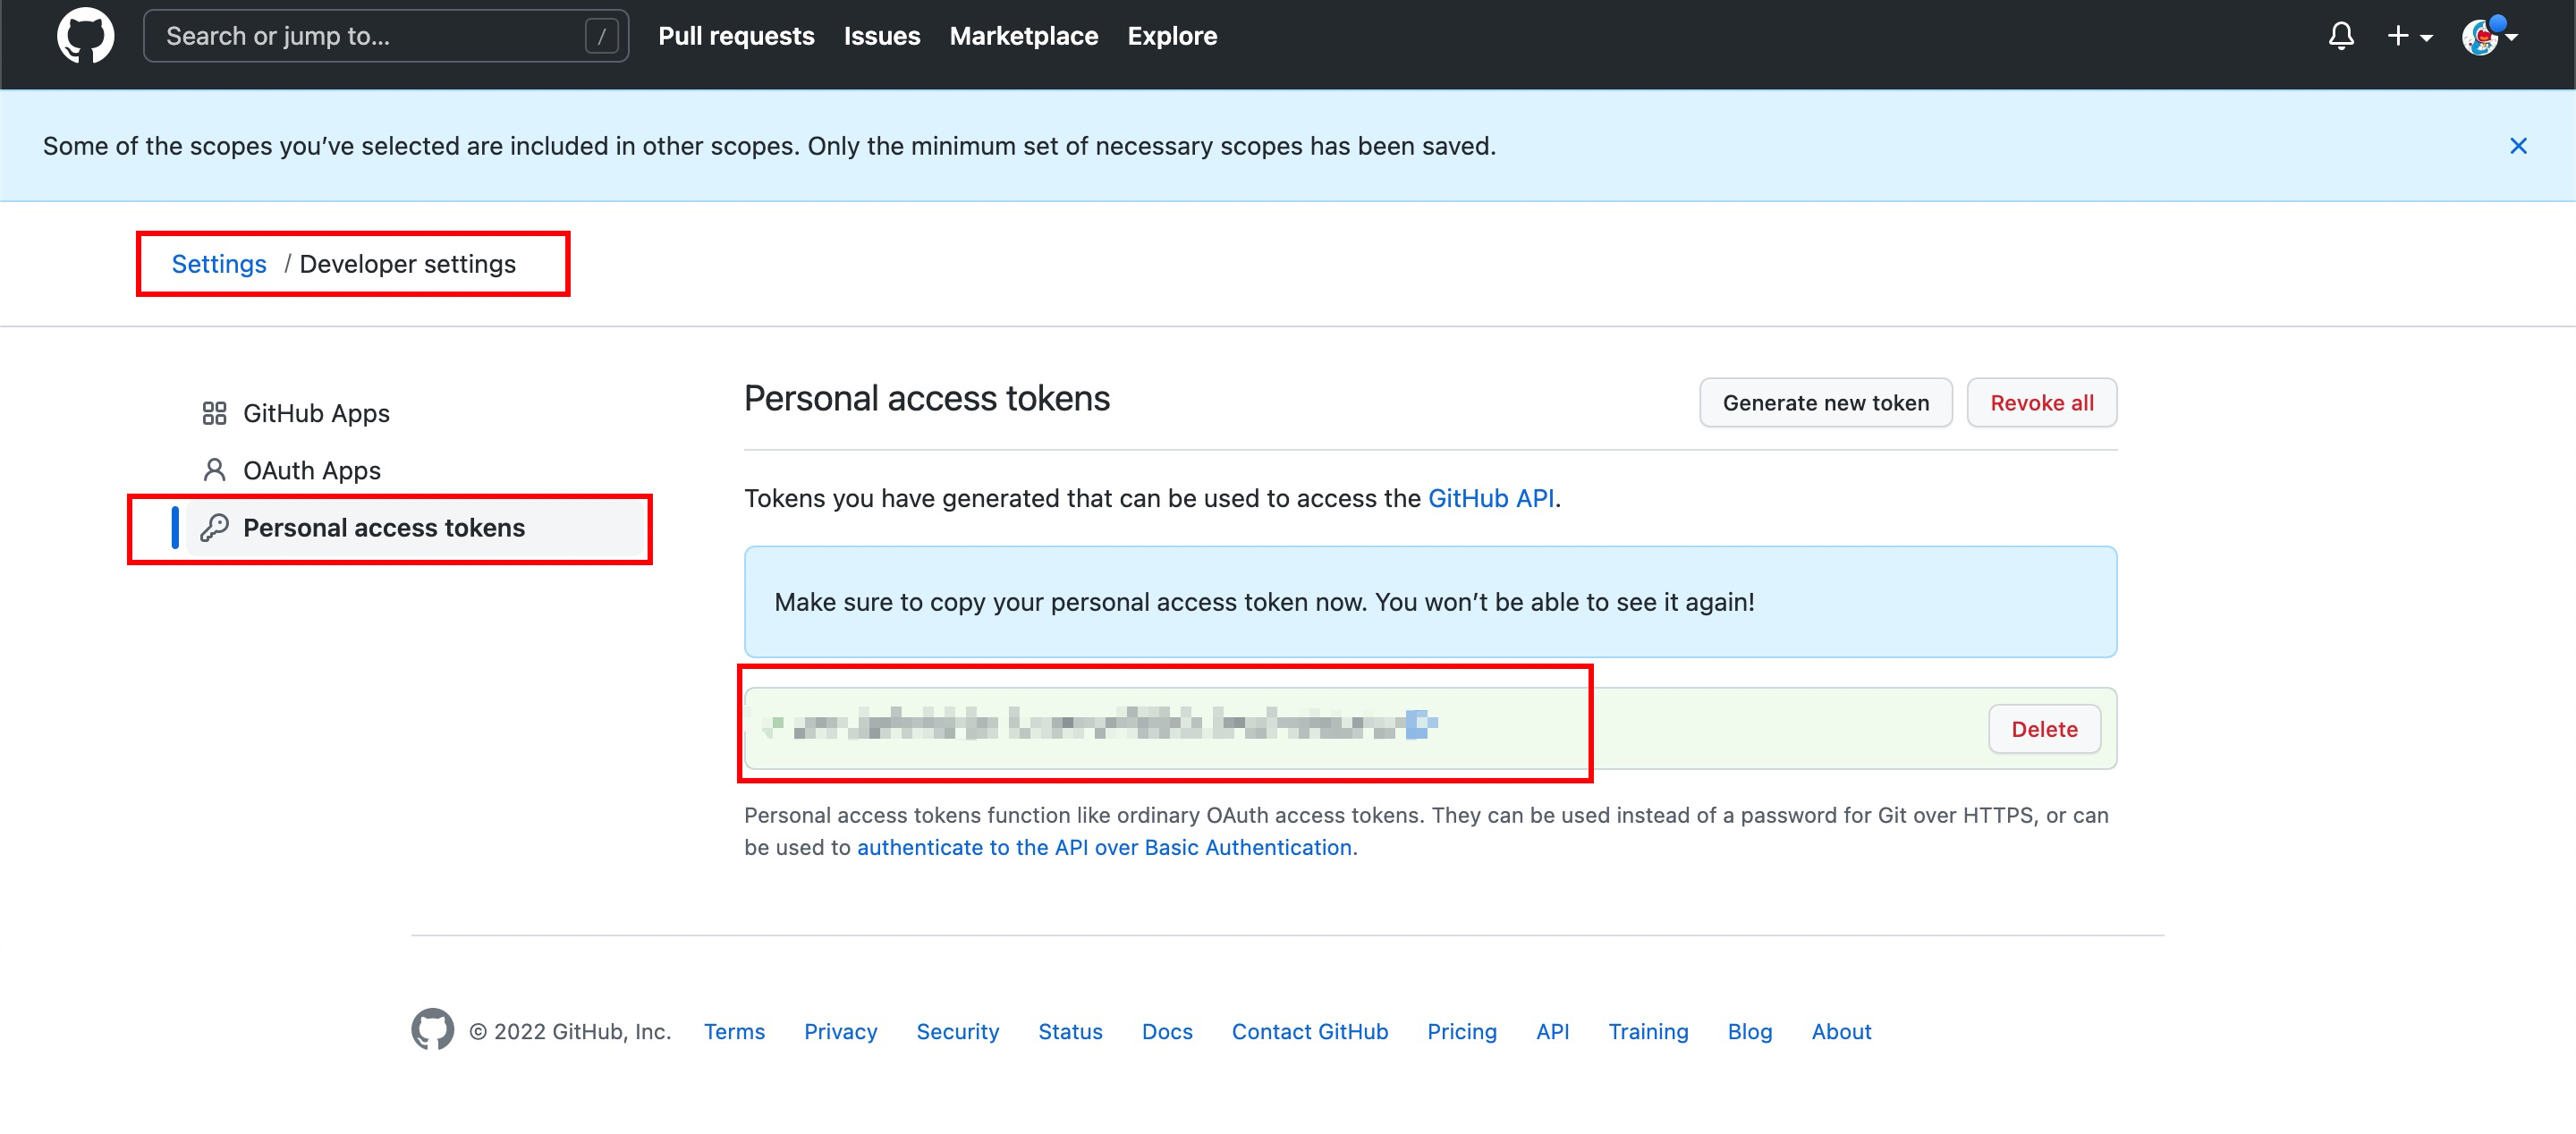 Search or jump to... /
Pull requests Issues Marketplace Explore
Some of the scopes you’ve selected are included in other scopes. Only the minimum set of necessary scopes has been saved.
Settings / Developer settings
GitHub Apps
OAuth Apps
Personal access tokens
Personal access tokens
Generate new token
Revoke all
Tokens you have generated that can be used to access the GitHub API.
Make sure to copy your personal access token now. You won’t be able to see it again!
Delete
Personal access tokens function like ordinary OAuth access tokens. They can be used instead of a password for Git over HTTPS, or can
be used to authenticate to the API over Basic Authentication.
© 2022 GitHub, Inc. Terms Privacy Security Status Docs Contact GitHub Pricing API Training Blog About